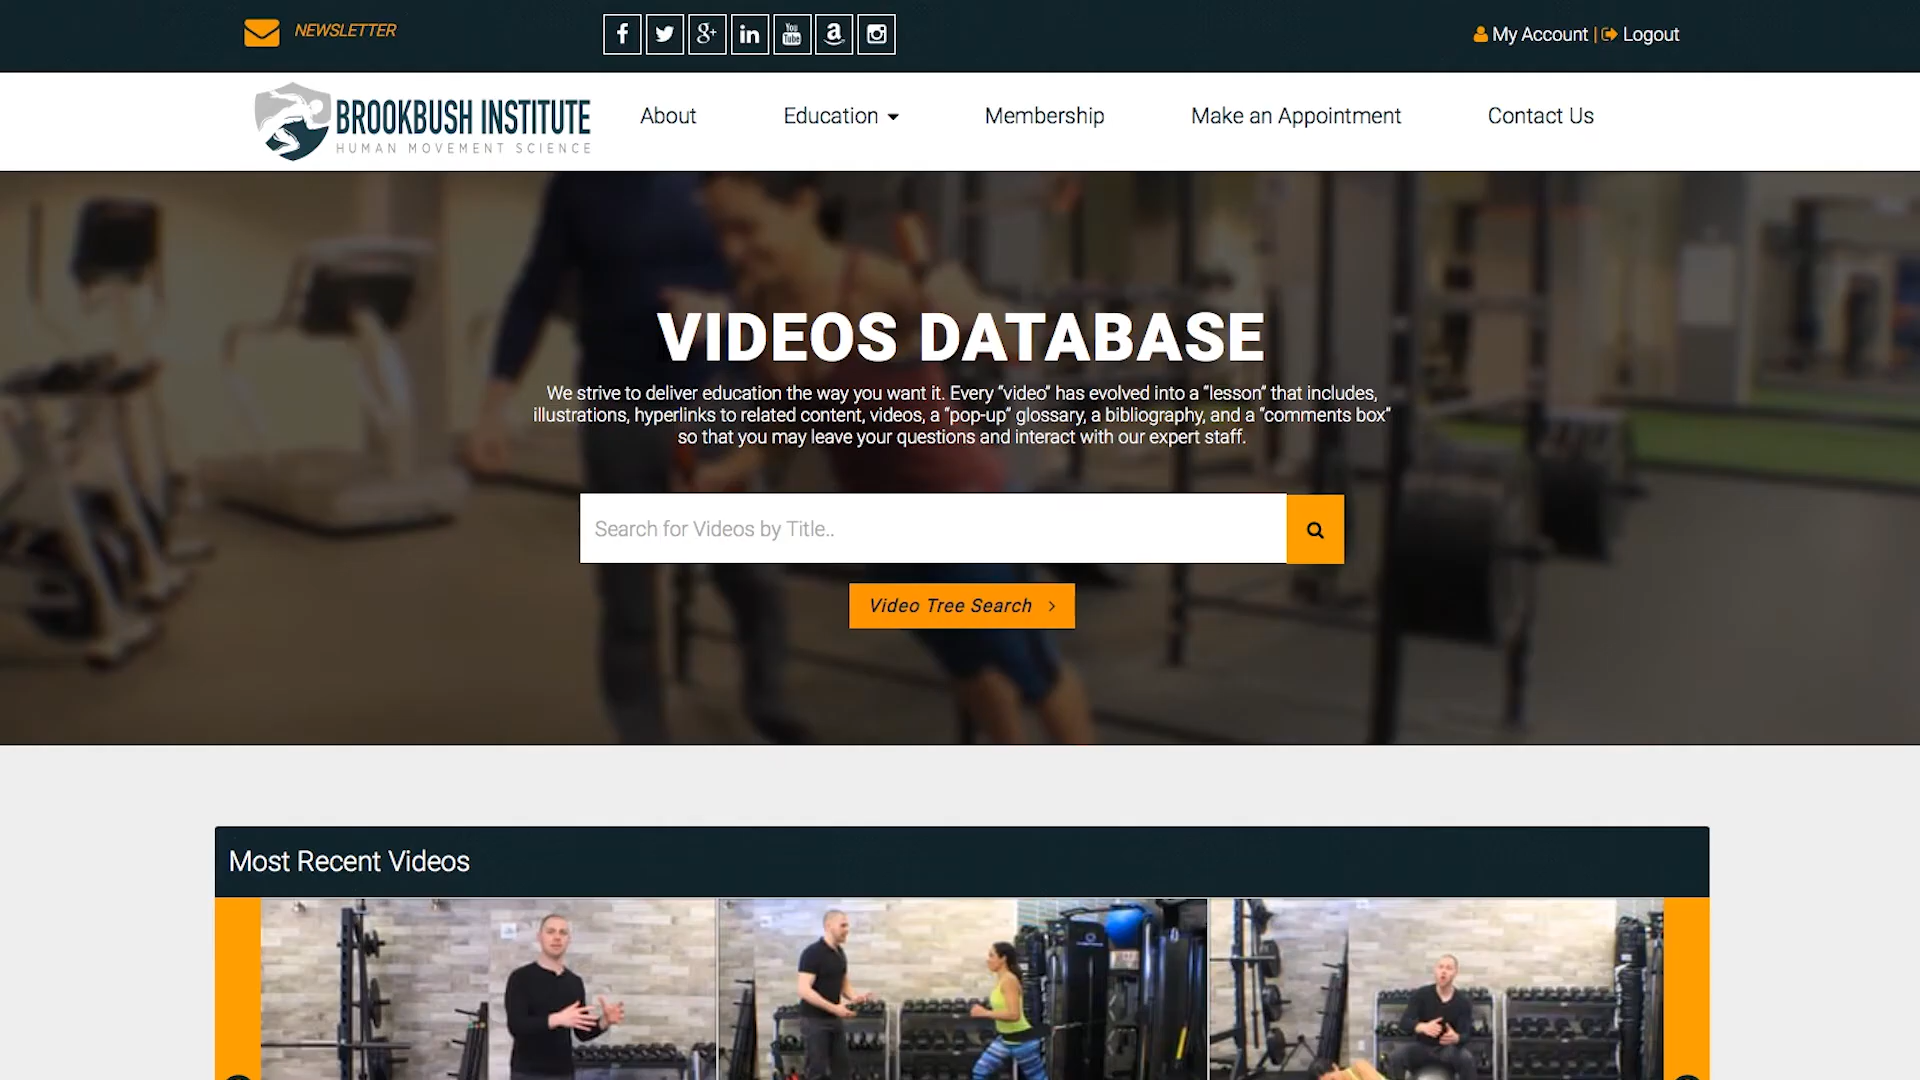 NEWSLETTER
f
g+
in
You Tube
a
My Account | Logout
BROOKBUSH INSTITUTE
HUMAN MOVEMENT SCIENCE
About
Education
Membership
Make an Appointment
Contact Us
VIDEOS DATABASE
We strive to deliver education the way you want it. Every “video” has evolved into a “lesson” that includes,
illustrations, hyperlinks to related content, videos, a “pop-up” glossary, a bibliography, and a “comments box”
so that you may leave your questions and interact with our expert staff.
Search for Videos by Title..
Video Tree Search >
Most Recent Videos